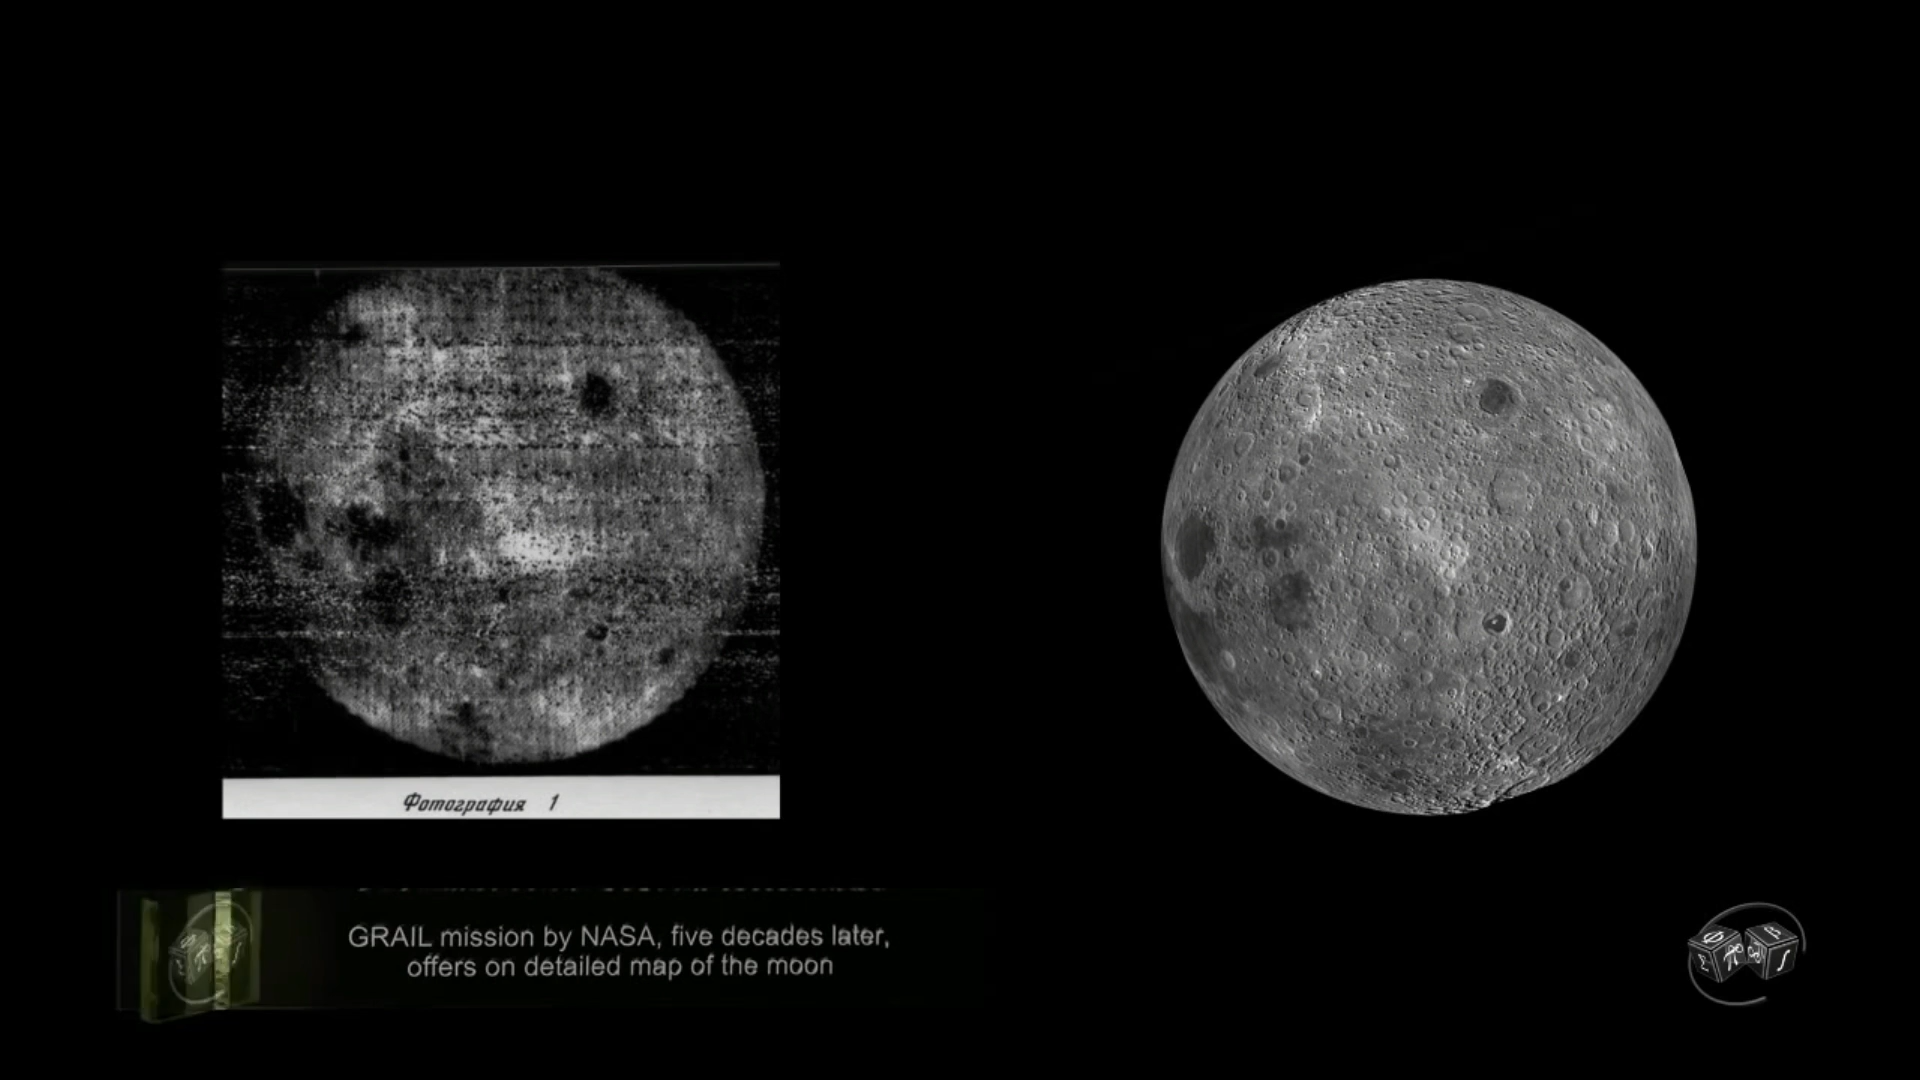 Фотография 1
GRAIL mission by NASA, five decades later,
offers on detailed map of the moon